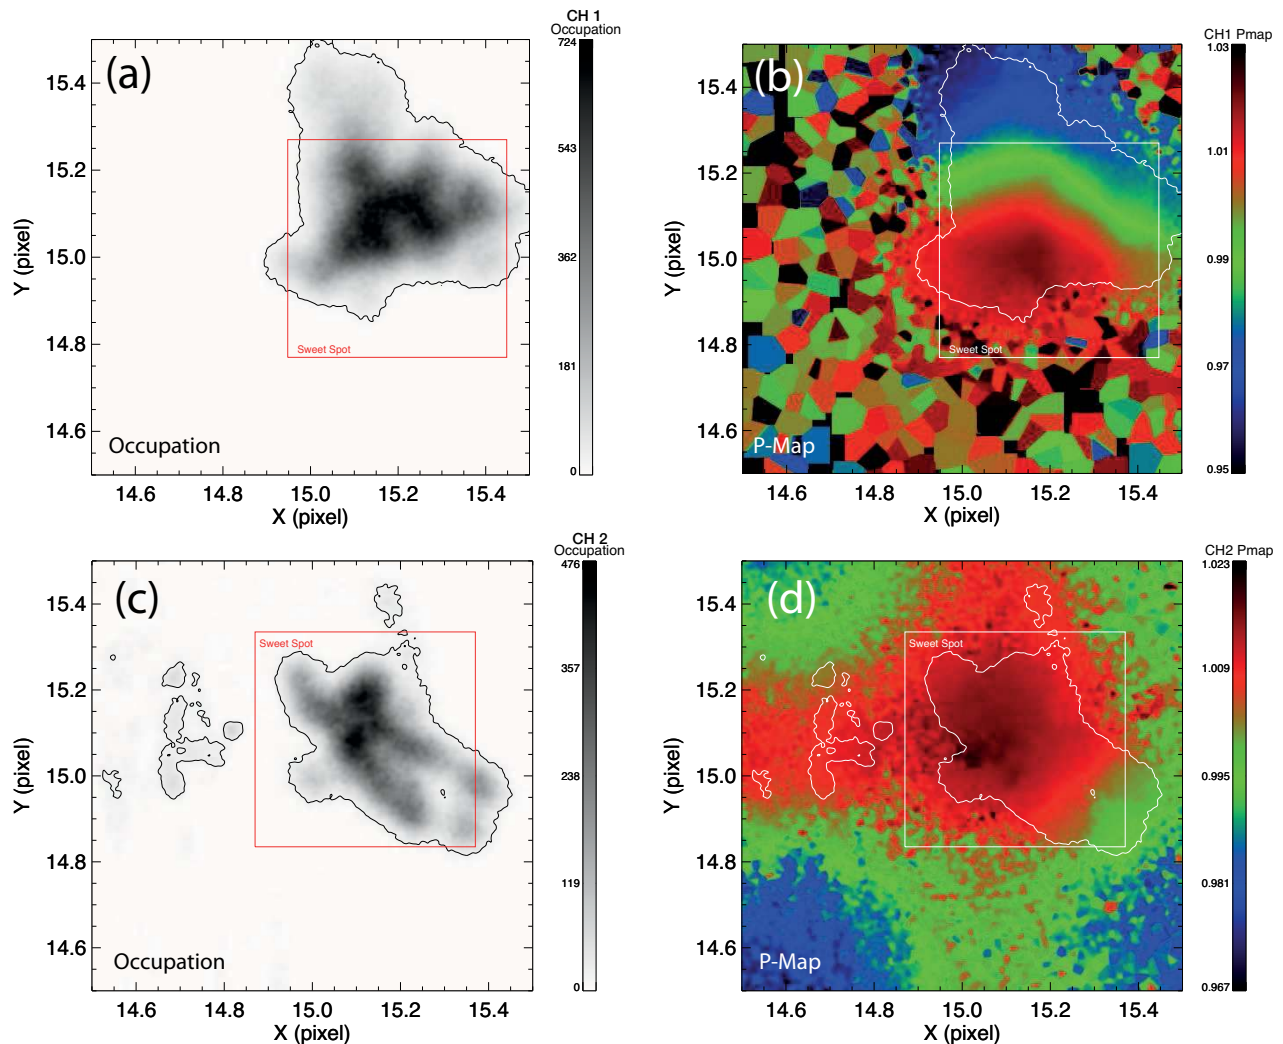 CH 1
Occupation
724
543
362
181
0
(a)
15.4
15.2
15.0
14.8
14.6
Y (pixel)
Sweet Spot
Occupation
14.6 14.8 15.0 15.2 15.4
X (pixel)
CH1 Pmap
1.03
1.01
0.99
0.97
0.95
(b)
15.4
15.2
15.0
14.8
14.6
Y (pixel)
Sweet Spot
P-Map
14.6 14.8 15.0 15.2 15.4
X (pixel)
CH 2
Occupation
476
357
238
119
0
(c)
15.4
15.2
15.0
14.8
14.6
Y (pixel)
Sweet Spot
Occupation
14.6 14.8 15.0 15.2 15.4
X (pixel)
CH2 Pmap
1.023
1.009
0.995
0.981
0.967
(d)
15.4
15.2
15.0
14.8
14.6
Y (pixel)
Sweet Spot
P-Map
14.6 14.8 15.0 15.2 15.4
X (pixel)